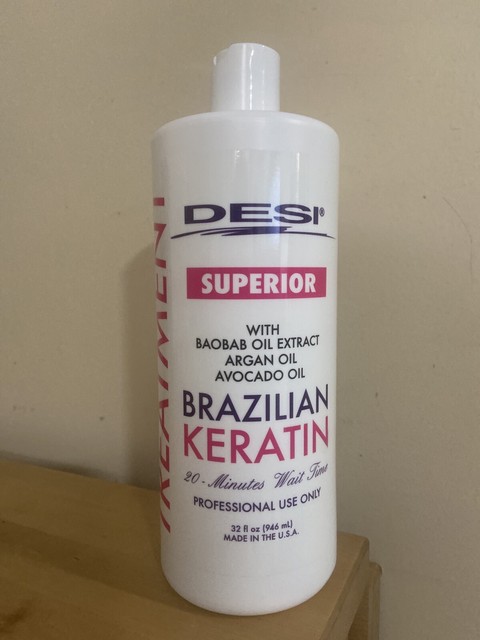 DESI®
SUPERIOR
WITH
BAOBAB OIL EXTRACT
ARGAN OIL
AVOCADO OIL
BRAZILIAN
KERATIN
20-Minutes Wait Time
PROFESSIONAL USE ONLY
32 fl oz (946 mL)
MADE IN THE U.S.A.
TREATMENT